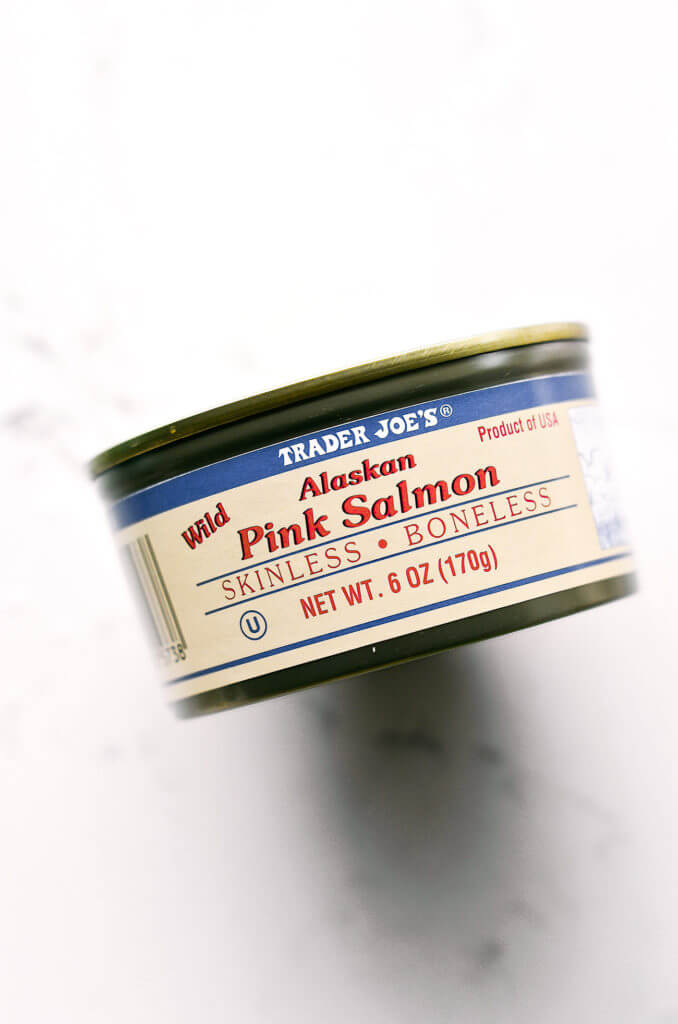 TRADER JOE'S®
Product of USA
Wild
Alaskan
Pink Salmon
SKINLESS • BONELESS
NET WT. 6 OZ (170g)
U